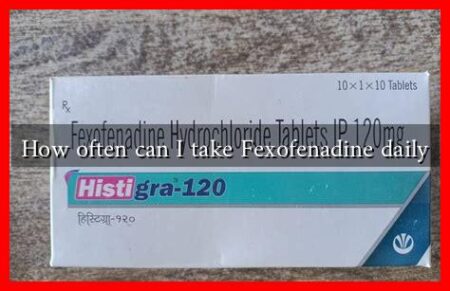 10×1×10 Tablets
Rx
Fexofenadine Hydrochloride Tablets IP 120mg
How often can I take Fexofenadine daily
Histigra-120
हिस्टिग्रा-१२०